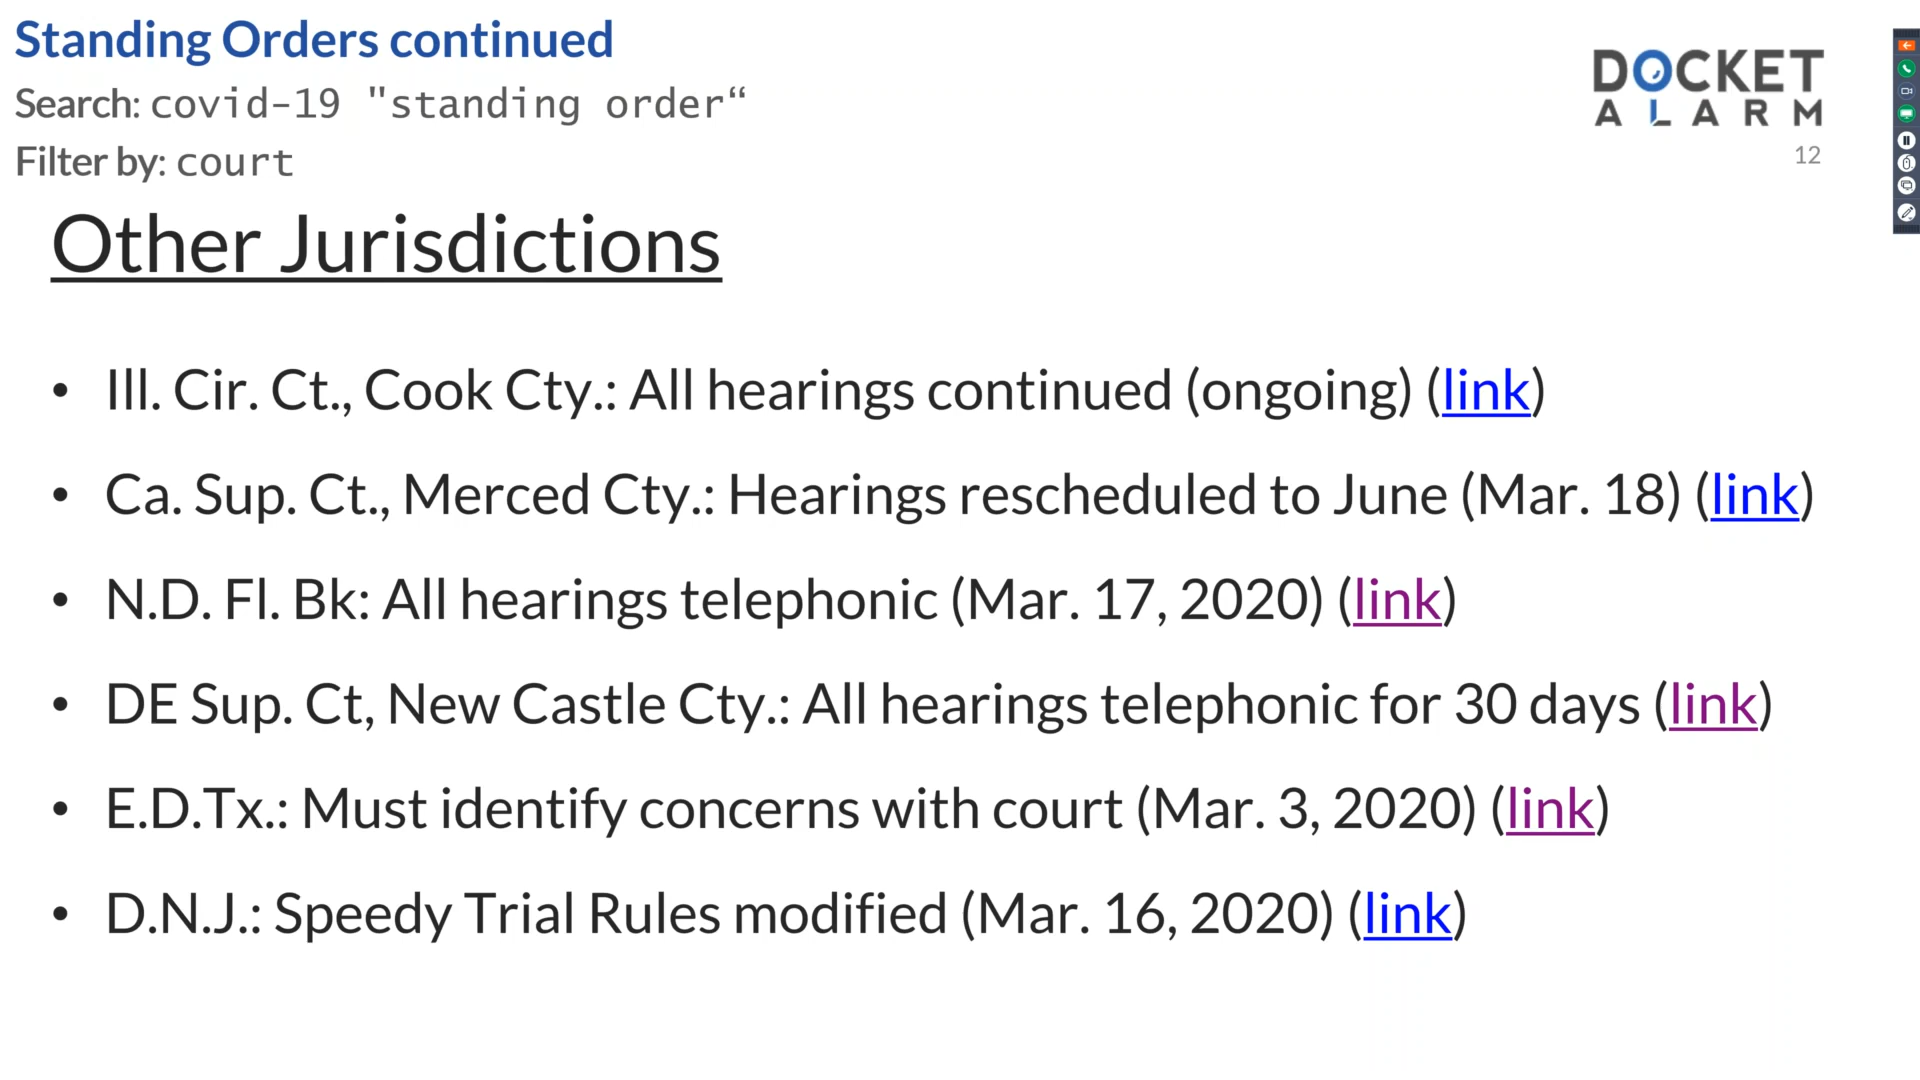 Standing Orders continued
Search: covid-19 "standing order“
Filter by: court
DOCKET
ALARM
12
Other Jurisdictions
• Ill. Cir. Ct., Cook Cty.: All hearings continued (ongoing) (link)
• Ca. Sup. Ct., Merced Cty.: Hearings rescheduled to June (Mar. 18) (link)
• N.D. Fl. Bk: All hearings telephonic (Mar. 17, 2020) (link)
• DE Sup. Ct, New Castle Cty.: All hearings telephonic for 30 days (link)
• E.D.Tx.: Must identify concerns with court (Mar. 3, 2020) (link)
• D.N.J.: Speedy Trial Rules modified (Mar. 16, 2020) (link)